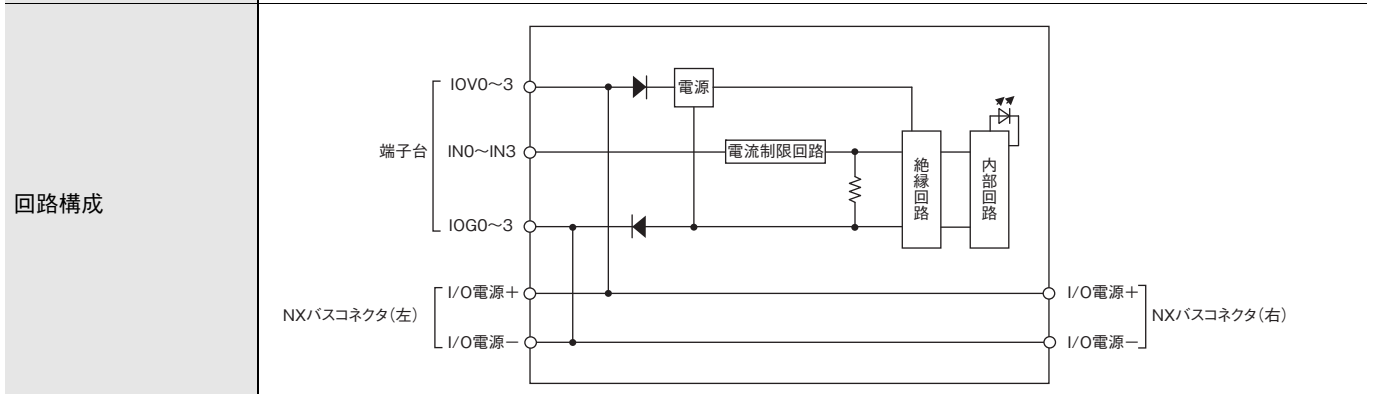 回路構成
IOV0～3
電源
端子台
IN0～IN3
電流制限回路
絶縁回路
内部回路
IOG0～3
I/O電源＋
I/O電源＋
NXバスコネクタ（左）
NXバスコネクタ（右）
I/O電源－
I/O電源－